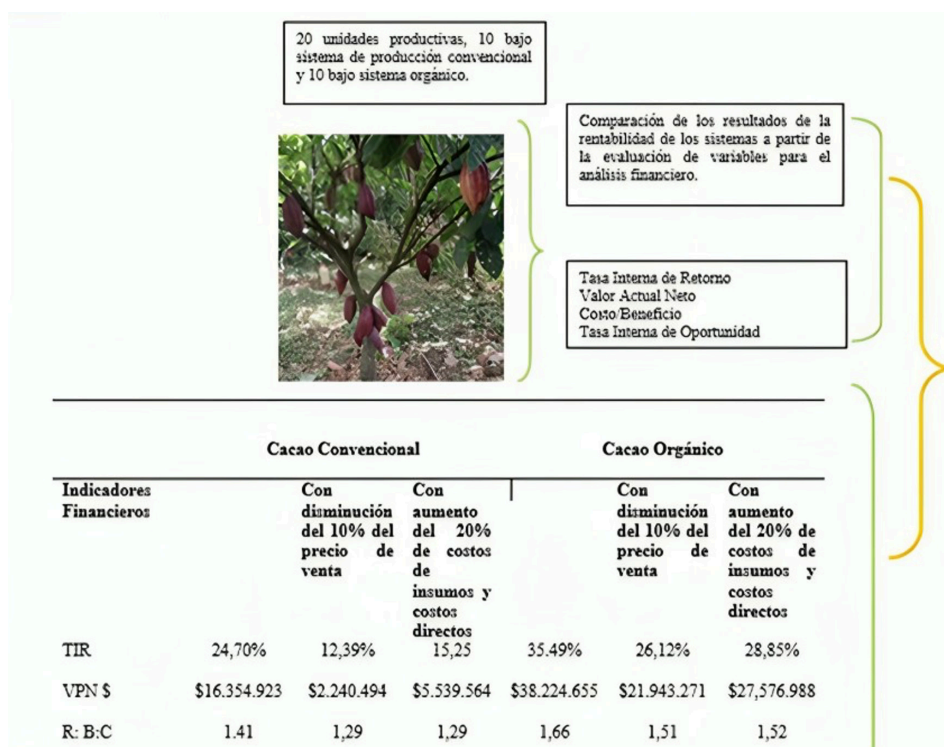 20 unidades productivas, 10 bajo
sistema de producción convencional
y 10 bajo sistema orgánico.
Comparación de los resultados de la
rentabilidad de los sistemas a partir de
la evaluación de variables para el
análisis financiero.
Tasa Interna de Retorno
Valor Actual Neto
Costo/Beneficio
Tasa Interna de Oportunidad
Cacao Convencional Cacao Orgánico
Indicadores Con Con Con Con
Financieros disminución aumento disminución aumento
del 10% del del 20% del 10% del del 20% de
precio de de costos precio de costos de
venta de venta insumos y
insumos y costos
costos directos
directos
TIR 24,70% 12,39% 15,25 35.49% 26,12% 28,85%
VPN $ $16.354.923 $2.240.494 $5.539.564 $38.224.655 $21.943.271 $27,576.988
R: B:C 1.41 1,29 1,29 1,66 1,51 1,52